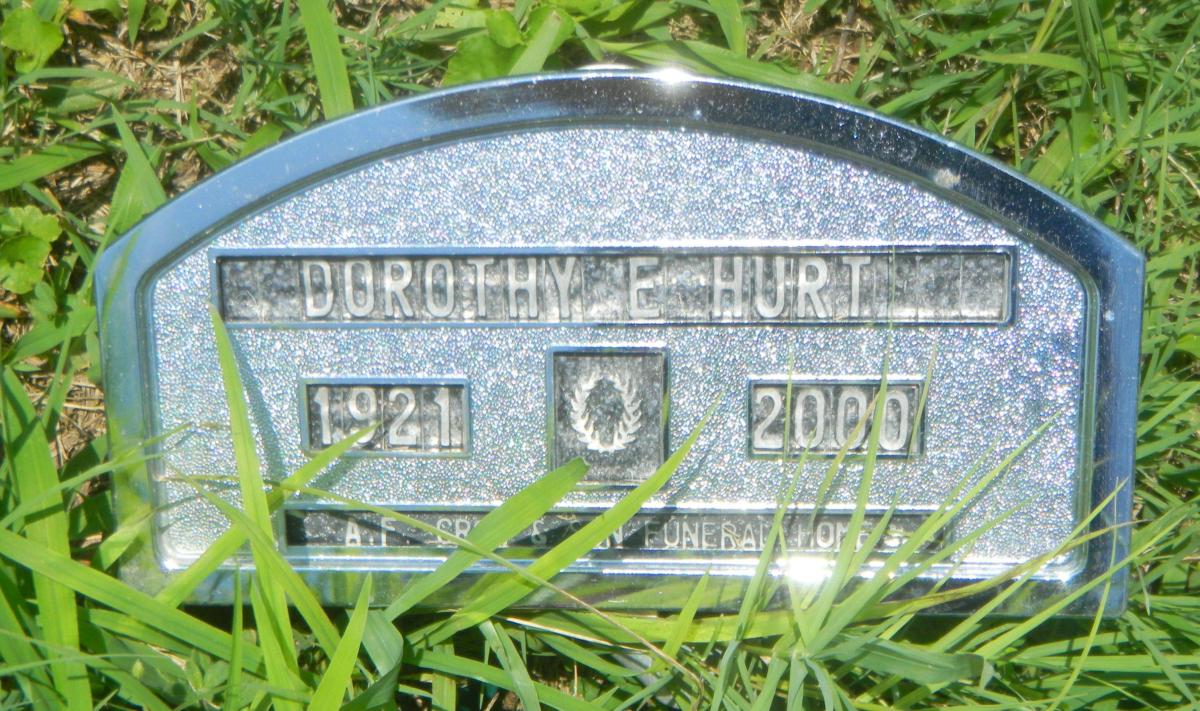 DOROTHY E HURT
1921 2000
A.F. & FUNERAL